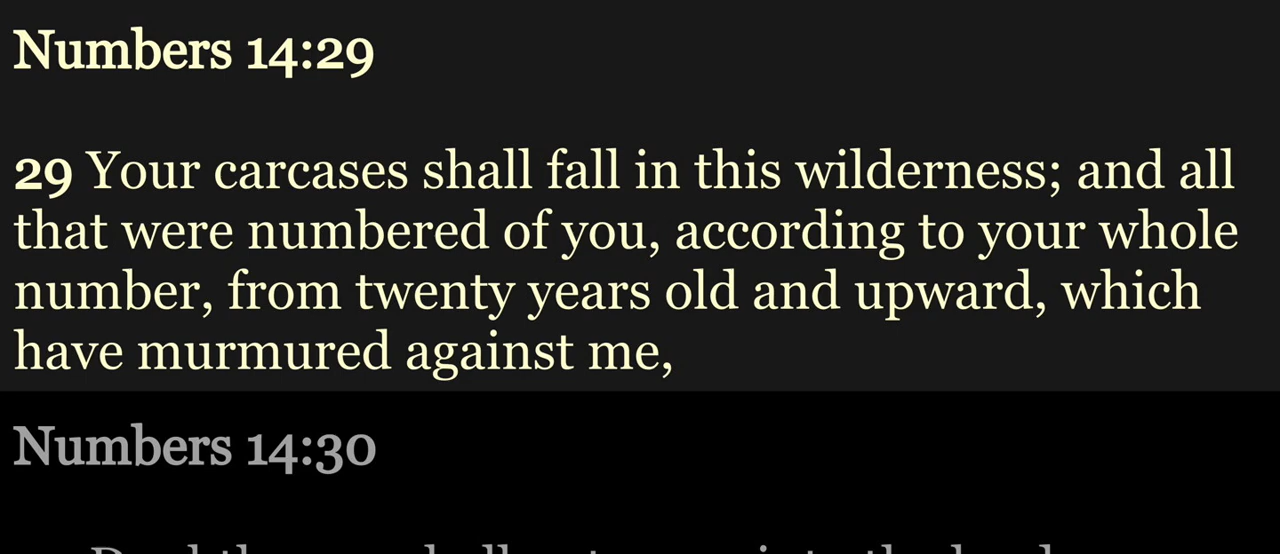 Numbers 14:29
29 Your carcases shall fall in this wilderness; and all
that were numbered of you, according to your whole
number, from twenty years old and upward, which
have murmured against me,
Numbers 14:30